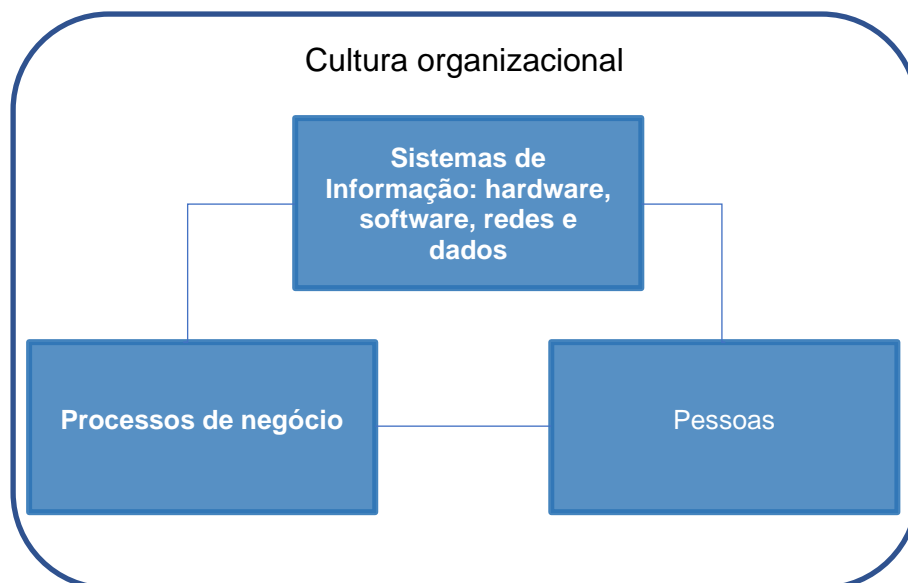 Cultura organizacional
Sistemas de
Informação: hardware,
software, redes e
dados
Processos de negócio
Pessoas